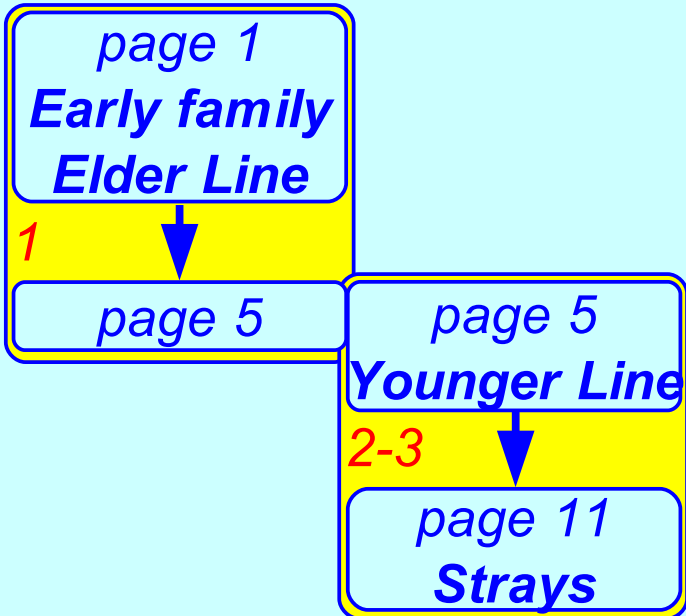 page 1
Early family
Elder Line
1
page 5
page 5
Younger Line
2-3
page 11
Strays